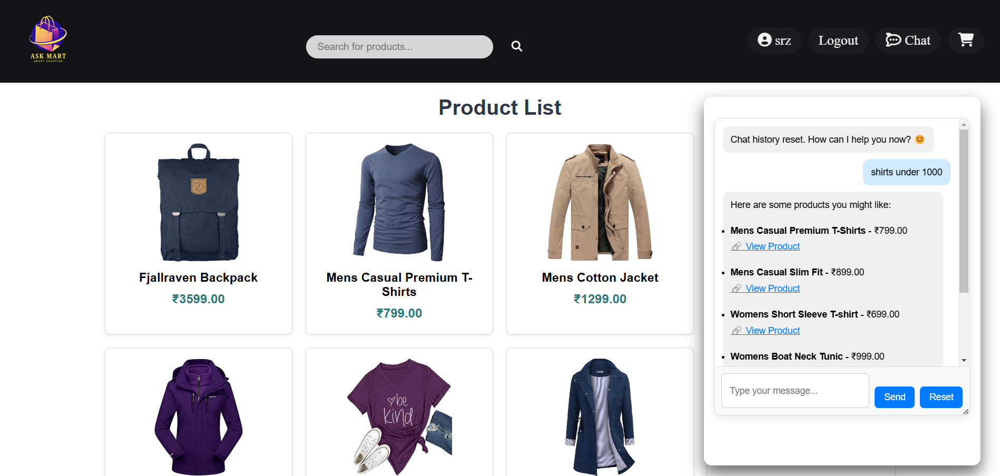 ASK MART
SMART SHOPPING
Search for products...
srz
Logout
Chat
Product List
Fjallraven Backpack
₹3599.00
Mens Casual Premium T-
Shirts
₹799.00
Mens Cotton Jacket
₹1299.00
be
kind
Chat history reset. How can I help you now? 😊
shirts under 1000
Here are some products you might like:
• Mens Casual Premium T-Shirts - ₹799.00
🔗 View Product
• Mens Casual Slim Fit - ₹899.00
🔗 View Product
• Womens Short Sleeve T-shirt - ₹699.00
🔗 View Product
• Womens Boat Neck Tunic - ₹999.00
Type your message...
Send
Reset